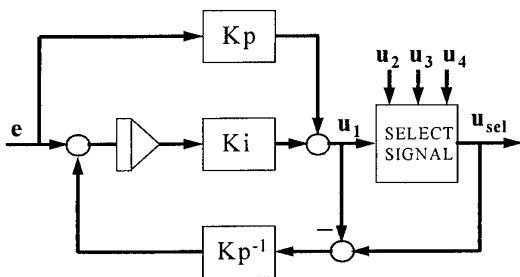 Kp
u2 u3 u4
e
Ki
u1
SELECT
SIGNAL
usel
−
Kp-1